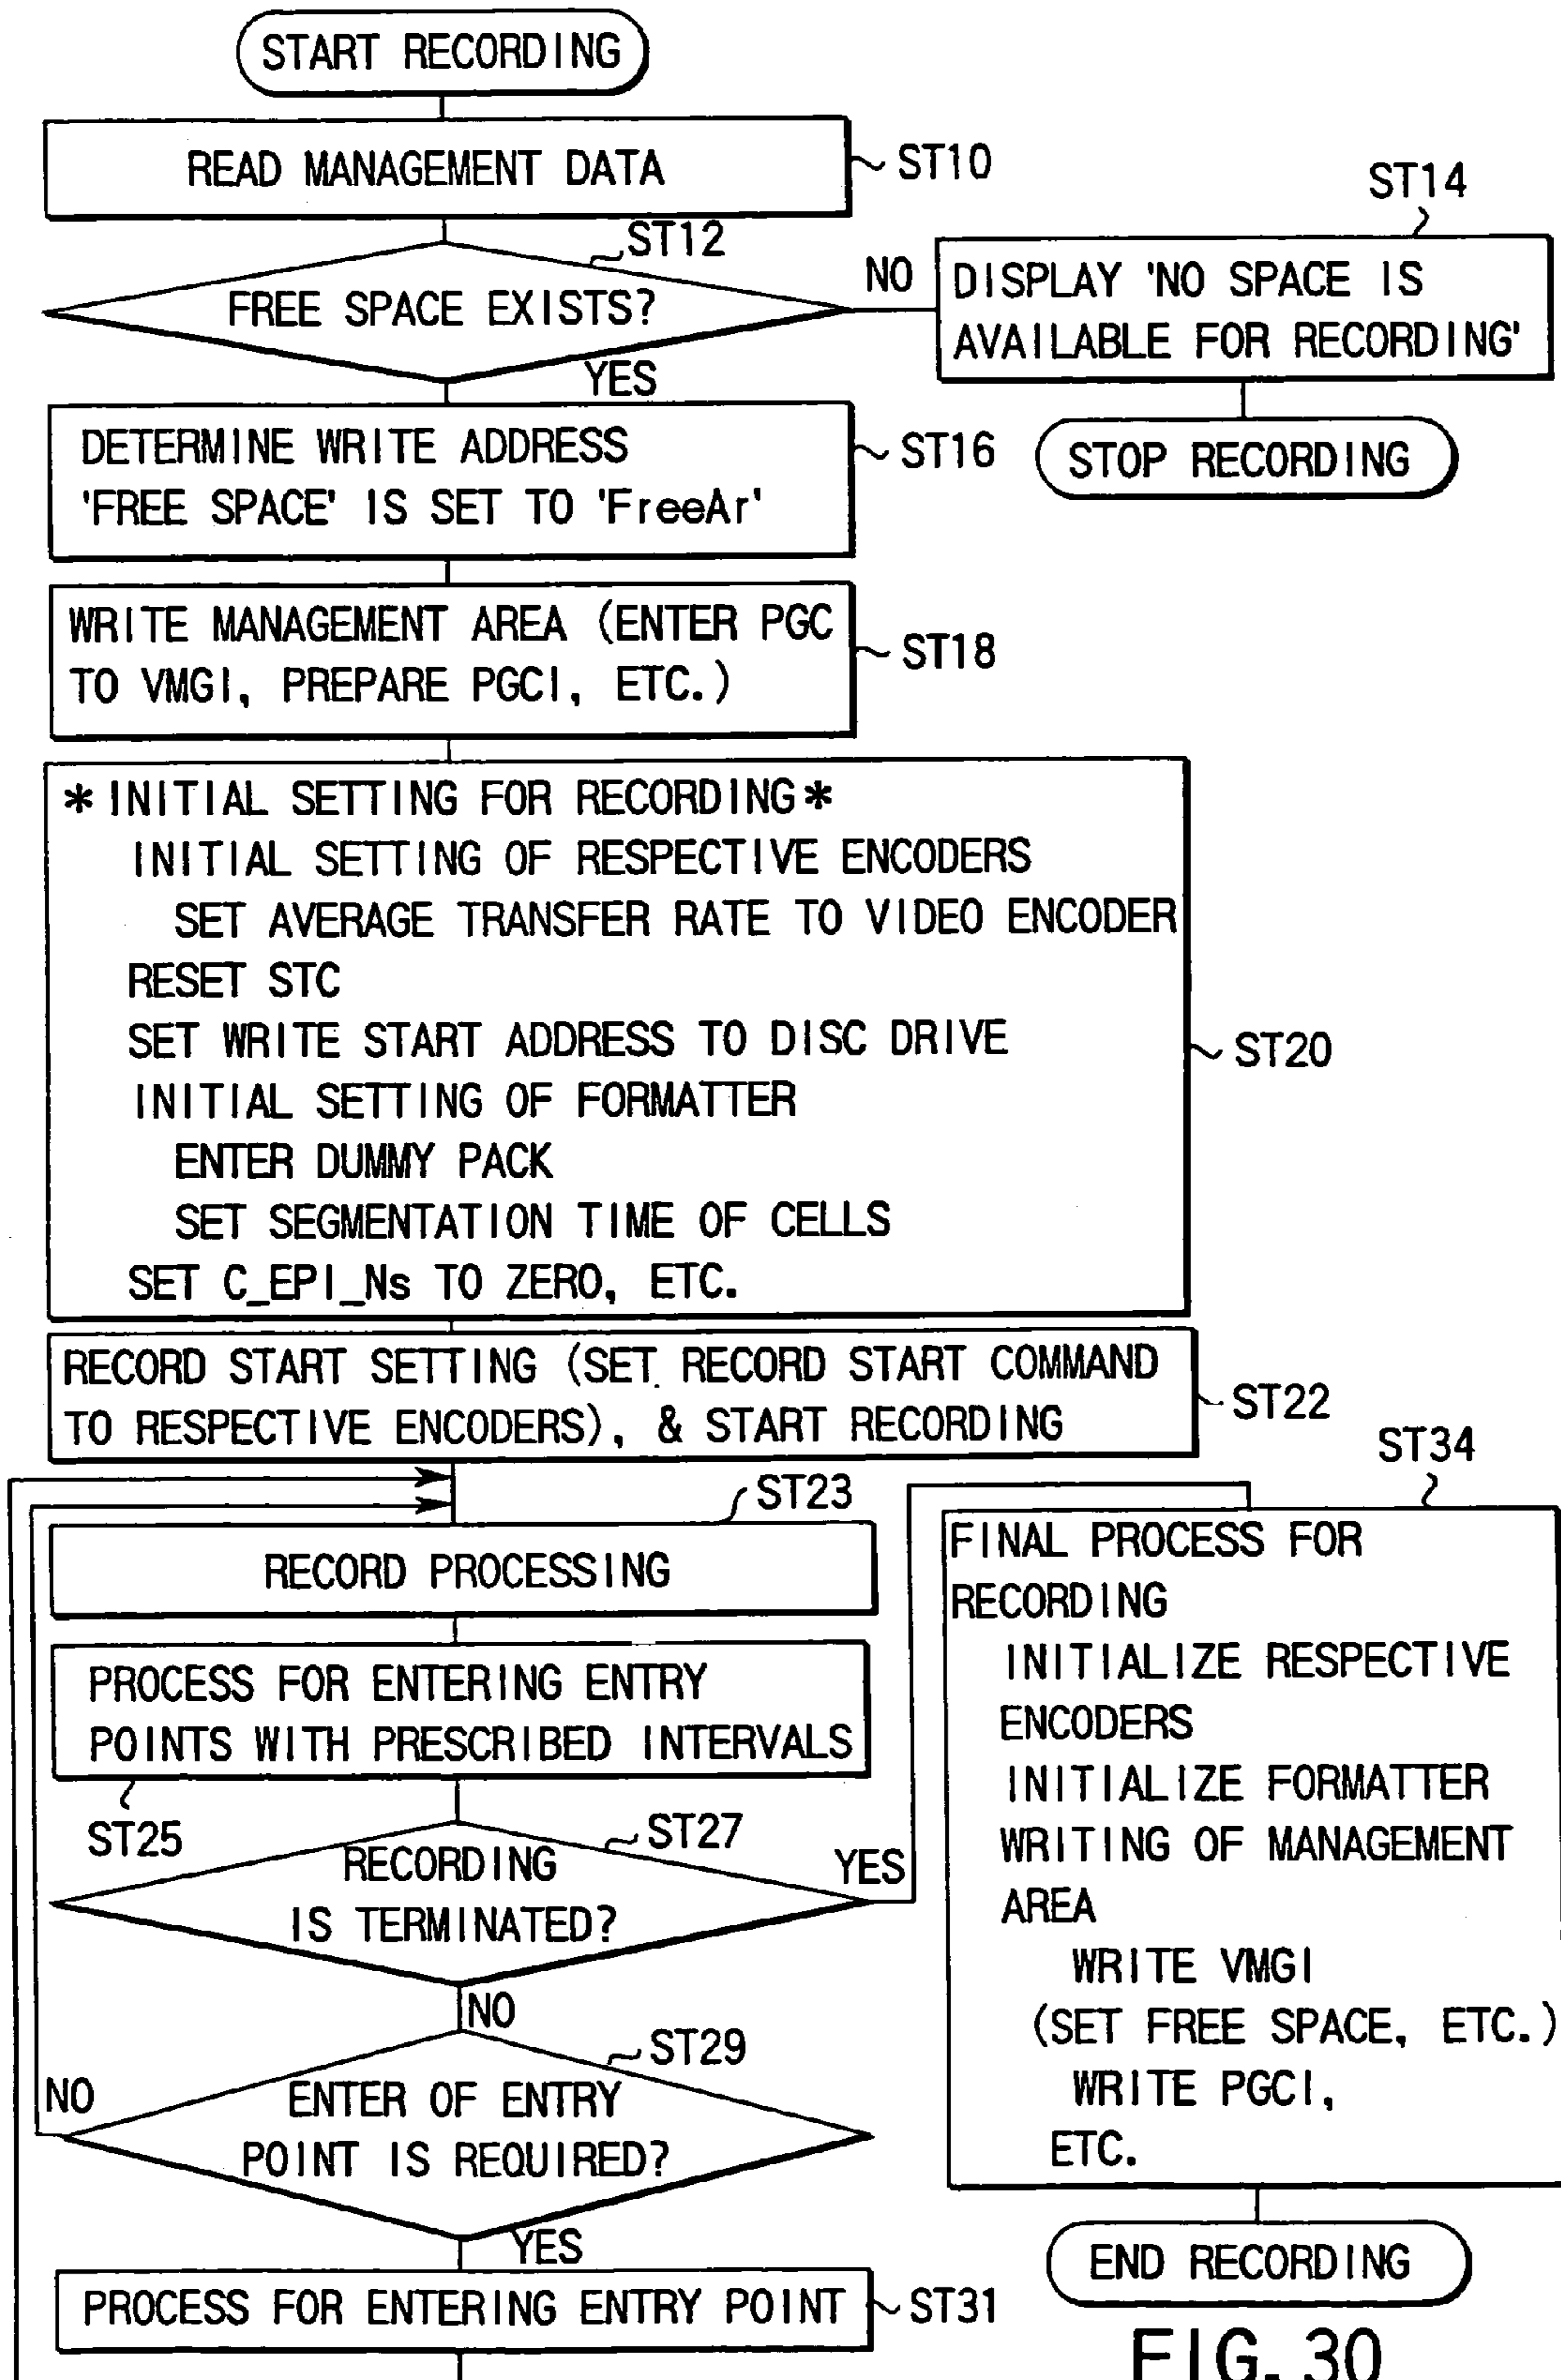 START RECORDING
READ MANAGEMENT DATA
ST10
ST12
FREE SPACE EXISTS?
NO
YES
ST14
DISPLAY 'NO SPACE IS
AVAILABLE FOR RECORDING'
STOP RECORDING
DETERMINE WRITE ADDRESS
'FREE SPACE' IS SET TO 'FreeAr'
ST16
WRITE MANAGEMENT AREA (ENTER PGC
TO VMGI, PREPARE PGCI, ETC.)
ST18
* INITIAL SETTING FOR RECORDING *
INITIAL SETTING OF RESPECTIVE ENCODERS
SET AVERAGE TRANSFER RATE TO VIDEO ENCODER
RESET STC
SET WRITE START ADDRESS TO DISC DRIVE
INITIAL SETTING OF FORMATTER
ENTER DUMMY PACK
SET SEGMENTATION TIME OF CELLS
SET C_EPI_Ns TO ZERO, ETC.
ST20
RECORD START SETTING (SET RECORD START COMMAND
TO RESPECTIVE ENCODERS), & START RECORDING
ST22
ST23
RECORD PROCESSING
PROCESS FOR ENTERING ENTRY
POINTS WITH PRESCRIBED INTERVALS
ST25
ST27
RECORDING
IS TERMINATED?
YES
NO
ST29
ENTER OF ENTRY
POINT IS REQUIRED?
NO
YES
PROCESS FOR ENTERING ENTRY POINT
ST31
ST34
FINAL PROCESS FOR
RECORDING
INITIALIZE RESPECTIVE
ENCODERS
INITIALIZE FORMATTER
WRITING OF MANAGEMENT
AREA
WRITE VMGI
(SET FREE SPACE, ETC.)
WRITE PGCI,
ETC.
END RECORDING
FIG. 30